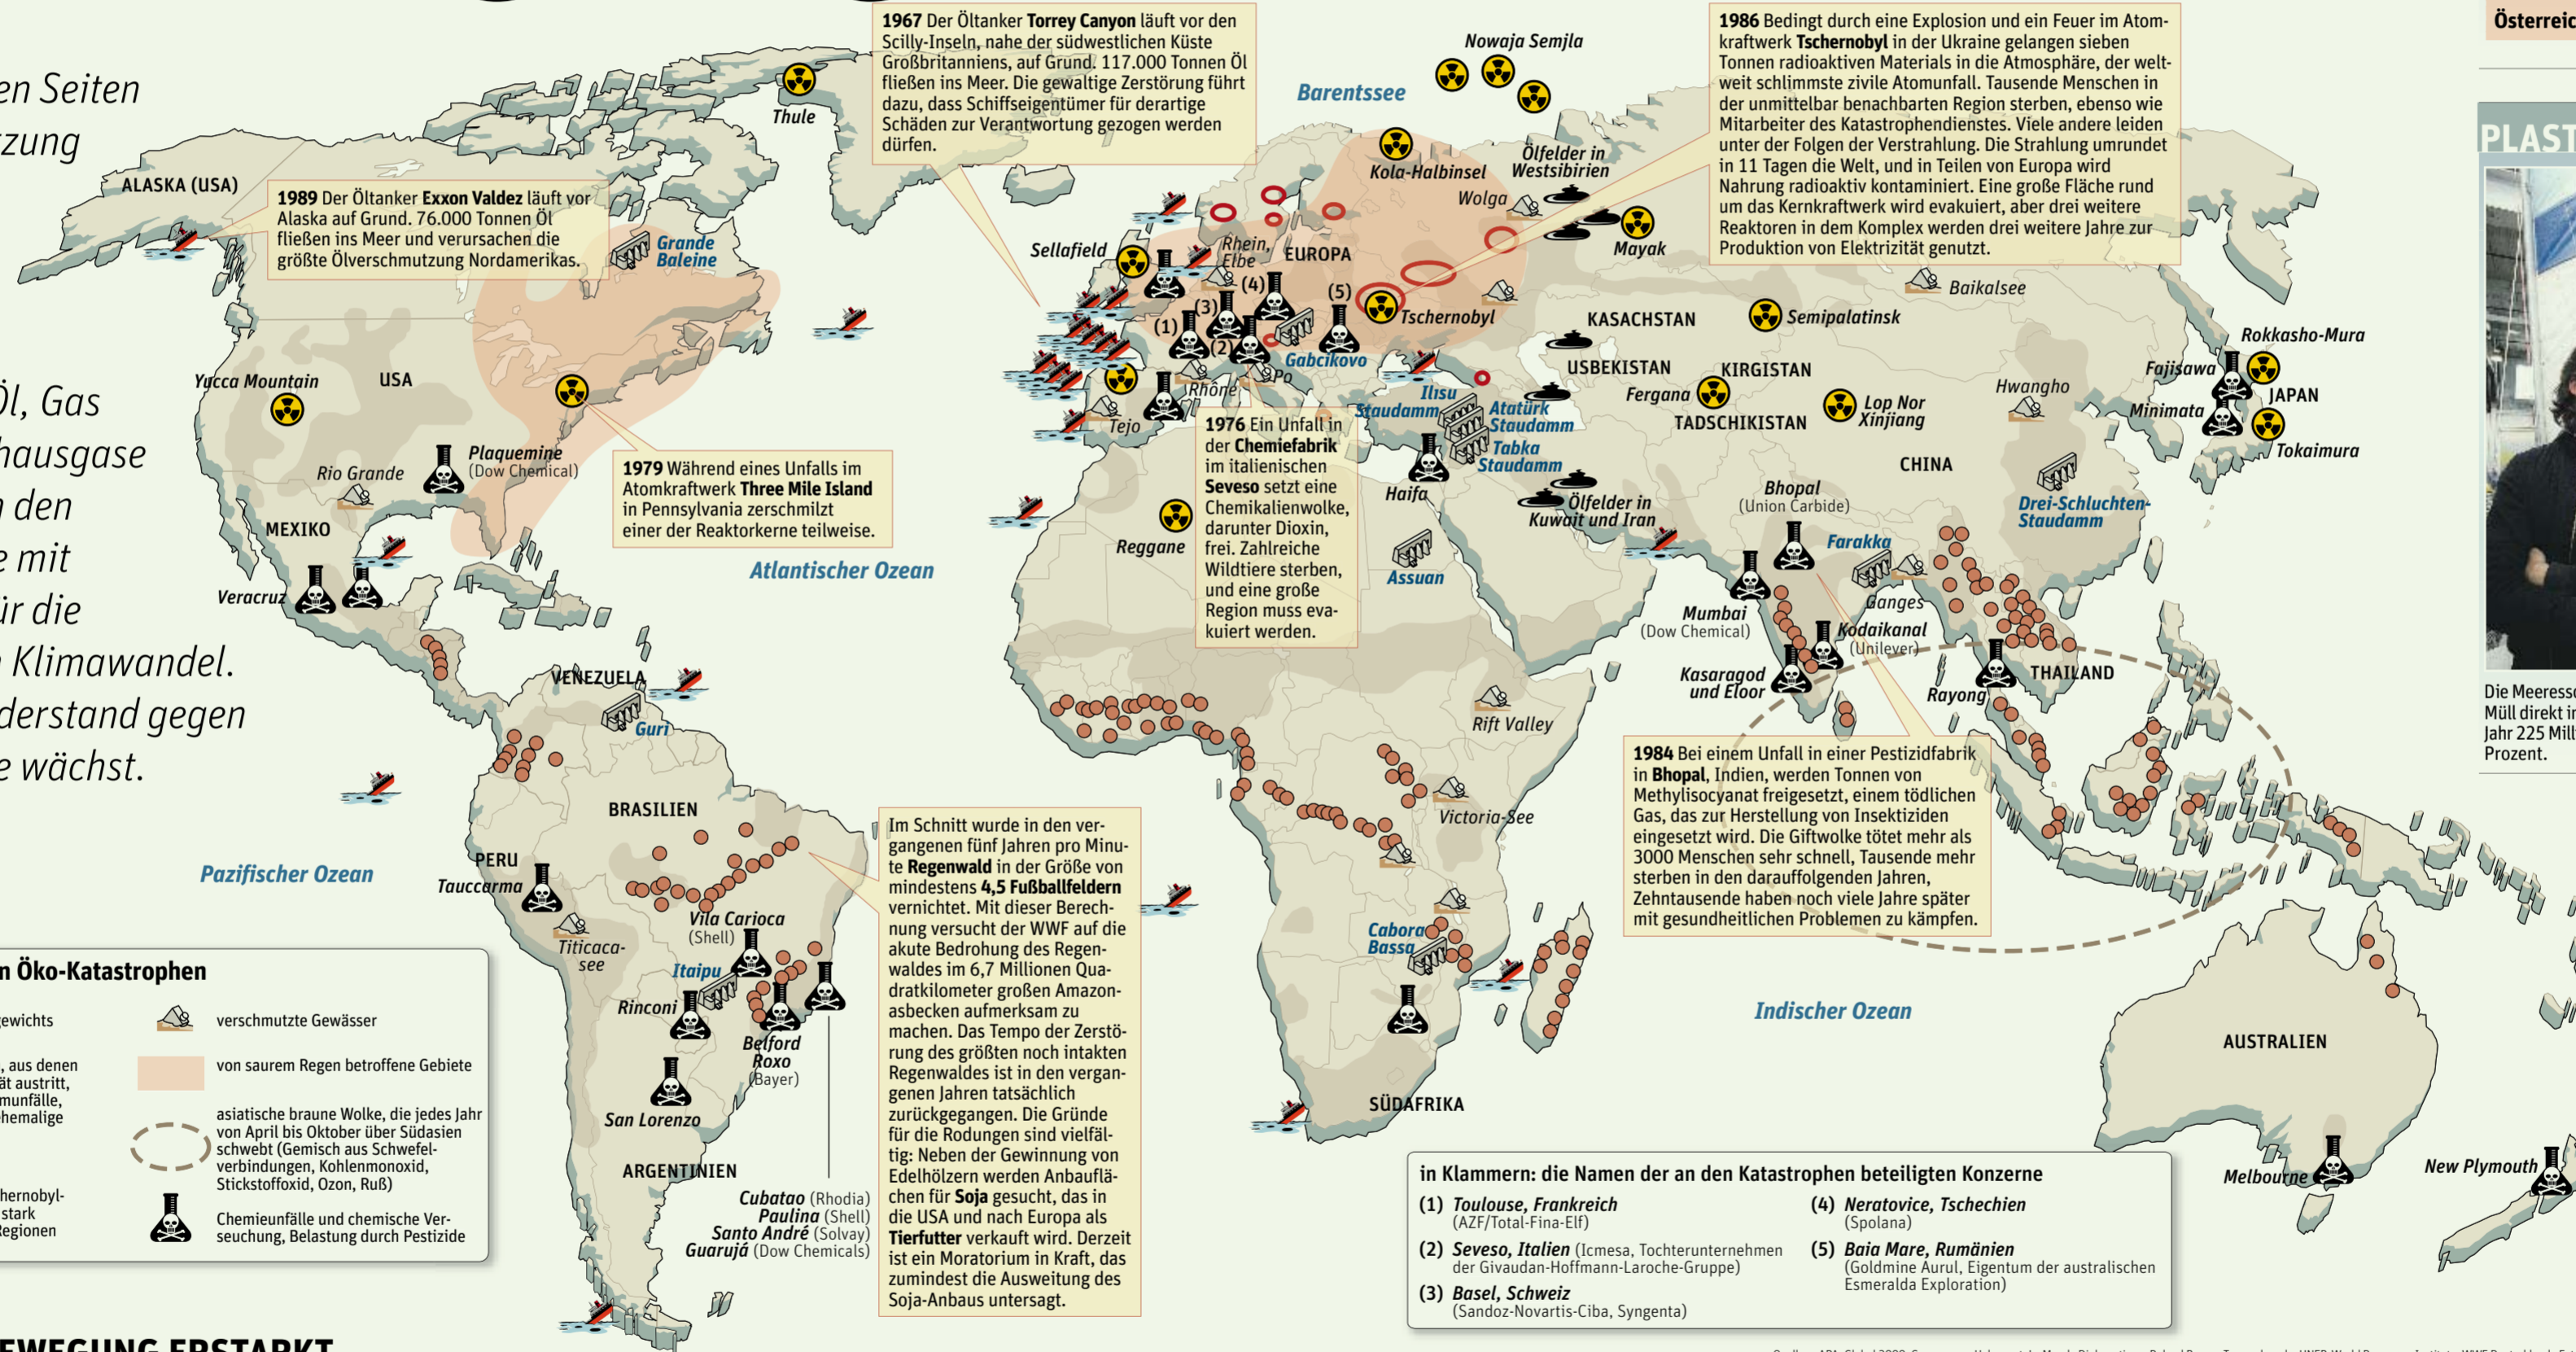 en Seiten
zung
Öl, Gas
hausgase
n den
e mit
ür die
n Klimawandel.
derstand gegen
e wächst.
1967 Der Öltanker Torrey Canyon läuft vor den
Scilly-Inseln, nahe der südwestlichen Küste
Großbritanniens, auf Grund. 117.000 Tonnen Öl
fließen ins Meer. Die gewaltige Zerstörung führt
dazu, dass Schiffseigentümer für derartige
Schäden zur Verantwortung gezogen werden
dürfen.
1986 Bedingt durch eine Explosion und ein Feuer im Atom-
kraftwerk Tschernobyl in der Ukraine gelangen sieben
Tonnen radioaktiven Materials in die Atmosphäre, der welt-
weit schlimmste zivile Atomunfall. Tausende Menschen in
der unmittelbar benachbarten Region sterben, ebenso wie
Mitarbeiter des Katastrophendienstes. Viele andere leiden
unter der Folgen der Verstrahlung. Die Strahlung umrundet
in 11 Tagen die Welt, und in Teilen von Europa wird
Nahrung radioaktiv kontaminiert. Eine große Fläche rund
um das Kernkraftwerk wird evakuiert, aber drei weitere
Reaktoren in dem Komplex werden drei weitere Jahre zur
Produktion von Elektrizität genutzt.
Österreic
PLAST
Die Meeresso
Müll direkt in
Jahr 225 Mill
Prozent.
ALASKA (USA)
1989 Der Öltanker Exxon Valdez läuft vor
Alaska auf Grund. 76.000 Tonnen Öl
fließen ins Meer und verursachen die
größte Ölverschmutzung Nordamerikas.
Thule
Grande
Baleine
Yucca Mountain
USA
Plaquemine
(Dow Chemical)
Rio Grande
MEXIKO
Veracruz
1979 Während eines Unfalls im
Atomkraftwerk Three Mile Island
in Pennsylvania zerschmilzt
einer der Reaktorkerne teilweise.
Atlantischer Ozean
Nowaja Semjla
Barentssee
Kola-Halbinsel
Ölfelder in
Westsibirien
Wolga
Mayak
Sellafield
Rhein,
Elbe
EUROPA
(4)
(5)
(3)
(1)
(2)
Tschernobyl
Gabcikovo
Po
Rhône
Tejo
KASACHSTAN
Semipalatinsk
Baikalsee
USBEKISTAN
KIRGISTAN
Fergana
TADSCHIKISTAN
Lop Nor
Xinjiang
Hwangho
Rokkasho-Mura
Fajisawa
JAPAN
Minimata
Tokaimura
CHINA
Drei-Schluchten-
Staudamm
Ilısu
Staudamm
Atatürk
Staudamm
Tabka
Staudamm
Haifa
Ölfelder in
Kuwait und Iran
Bhopal
(Union Carbide)
Farakka
Ganges
Assuan
Reggane
1976 Ein Unfall in
der Chemiefabrik
im italienischen
Seveso setzt eine
Chemikalienwolke,
darunter Dioxin,
frei. Zahlreiche
Wildtiere sterben,
und eine große
Region muss eva-
kuiert werden.
Mumbai
(Dow Chemical)
Kodaikanal
(Unilever)
Kasaragod
und Eloor
Rayong
THAILAND
Rift Valley
Victoria-See
1984 Bei einem Unfall in einer Pestizidfabrik
in Bhopal, Indien, werden Tonnen von
Methylisocyanat freigesetzt, einem tödlichen
Gas, das zur Herstellung von Insektiziden
eingesetzt wird. Die Giftwolke tötet mehr als
3000 Menschen sehr schnell, Tausende mehr
sterben in den darauffolgenden Jahren,
Zehntausende haben noch viele Jahre später
mit gesundheitlichen Problemen zu kämpfen.
VENEZUELA
Guri
BRASILIEN
PERU
Tauccarma
Pazifischer Ozean
Titicaca-
see
Vila Carioca
(Shell)
Itaipu
Rinconi
Belford
Roxo
(Bayer)
San Lorenzo
ARGENTINIEN
Cubatao (Rhodia)
Paulina (Shell)
Santo André (Solvay)
Guarujá (Dow Chemicals)
Im Schnitt wurde in den ver-
gangenen fünf Jahren pro Minu-
te Regenwald in der Größe von
mindestens 4,5 Fußballfeldern
vernichtet. Mit dieser Berech-
nung versucht der WWF auf die
akute Bedrohung des Regen-
waldes im 6,7 Millionen Qua-
dratkilometer großen Amazon-
asbecken aufmerksam zu
machen. Das Tempo der Zerstö-
rung des größten noch intakten
Regenwaldes ist in den vergan-
genen Jahren tatsächlich
zurückgegangen. Die Gründe
für die Rodungen sind vielfäl-
tig: Neben der Gewinnung von
Edelhölzern werden Anbauflä-
chen für Soja gesucht, das in
die USA und nach Europa als
Tierfutter verkauft wird. Derzeit
ist ein Moratorium in Kraft, das
zumindest die Ausweitung des
Soja-Anbaus untersagt.
Cabora
Bassa
SÜDAFRIKA
Indischer Ozean
AUSTRALIEN
Melbourne
New Plymouth
n Öko-Katastrophen
ewichts
, aus denen
ät austritt,
munfälle,
hemalige
hernobyl-
stark
Regionen
verschmutzte Gewässer
von saurem Regen betroffene Gebiete
asiatische braune Wolke, die jedes Jahr
von April bis Oktober über Südasien
schwebt (Gemisch aus Schwefel-
verbindungen, Kohlenmonoxid,
Stickstoffoxid, Ozon, Ruß)
Chemieunfälle und chemische Ver-
seuchung, Belastung durch Pestizide
in Klammern: die Namen der an den Katastrophen beteiligten Konzerne
(1) Toulouse, Frankreich
(AZF/Total-Fina-Elf)
(2) Seveso, Italien (Icmesa, Tochterunternehmen
der Givaudan-Hoffmann-Laroche-Gruppe)
(3) Basel, Schweiz
(Sandoz-Novartis-Ciba, Syngenta)
(4) Neratovice, Tschechien
(Spolana)
(5) Baia Mare, Rumänien
(Goldmine Aurul, Eigentum der australischen
Esmeralda Exploration)
EWEGUNG ERSTARKT